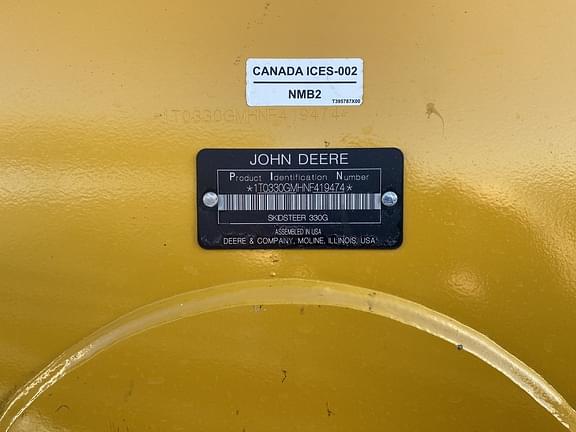 CANADA ICES-002
NMB2
T395787X00
1T0330GMHNF419474*
JOHN DEERE
Product Identification Number
*1T0330GMHNF419474*
SKIDSTEER 330G
ASSEMBLED IN USA
DEERE & COMPANY, MOLINE, ILLINOIS, USA